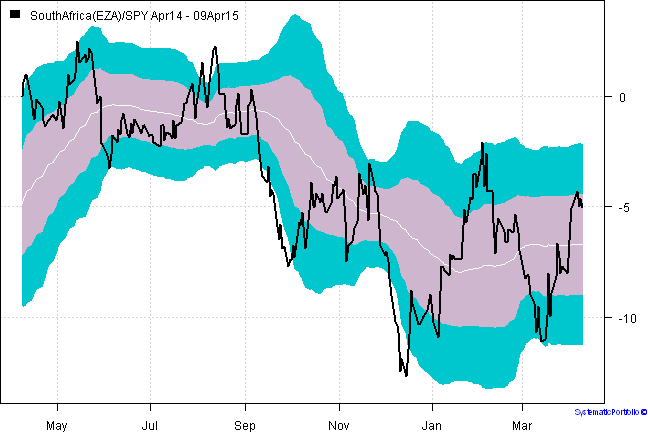 SouthAfrica(EZA)/SPY Apr14 - 09Apr15
0
-5
-10
May Jul Sep Nov Jan Mar
SystematicPortfolio ©